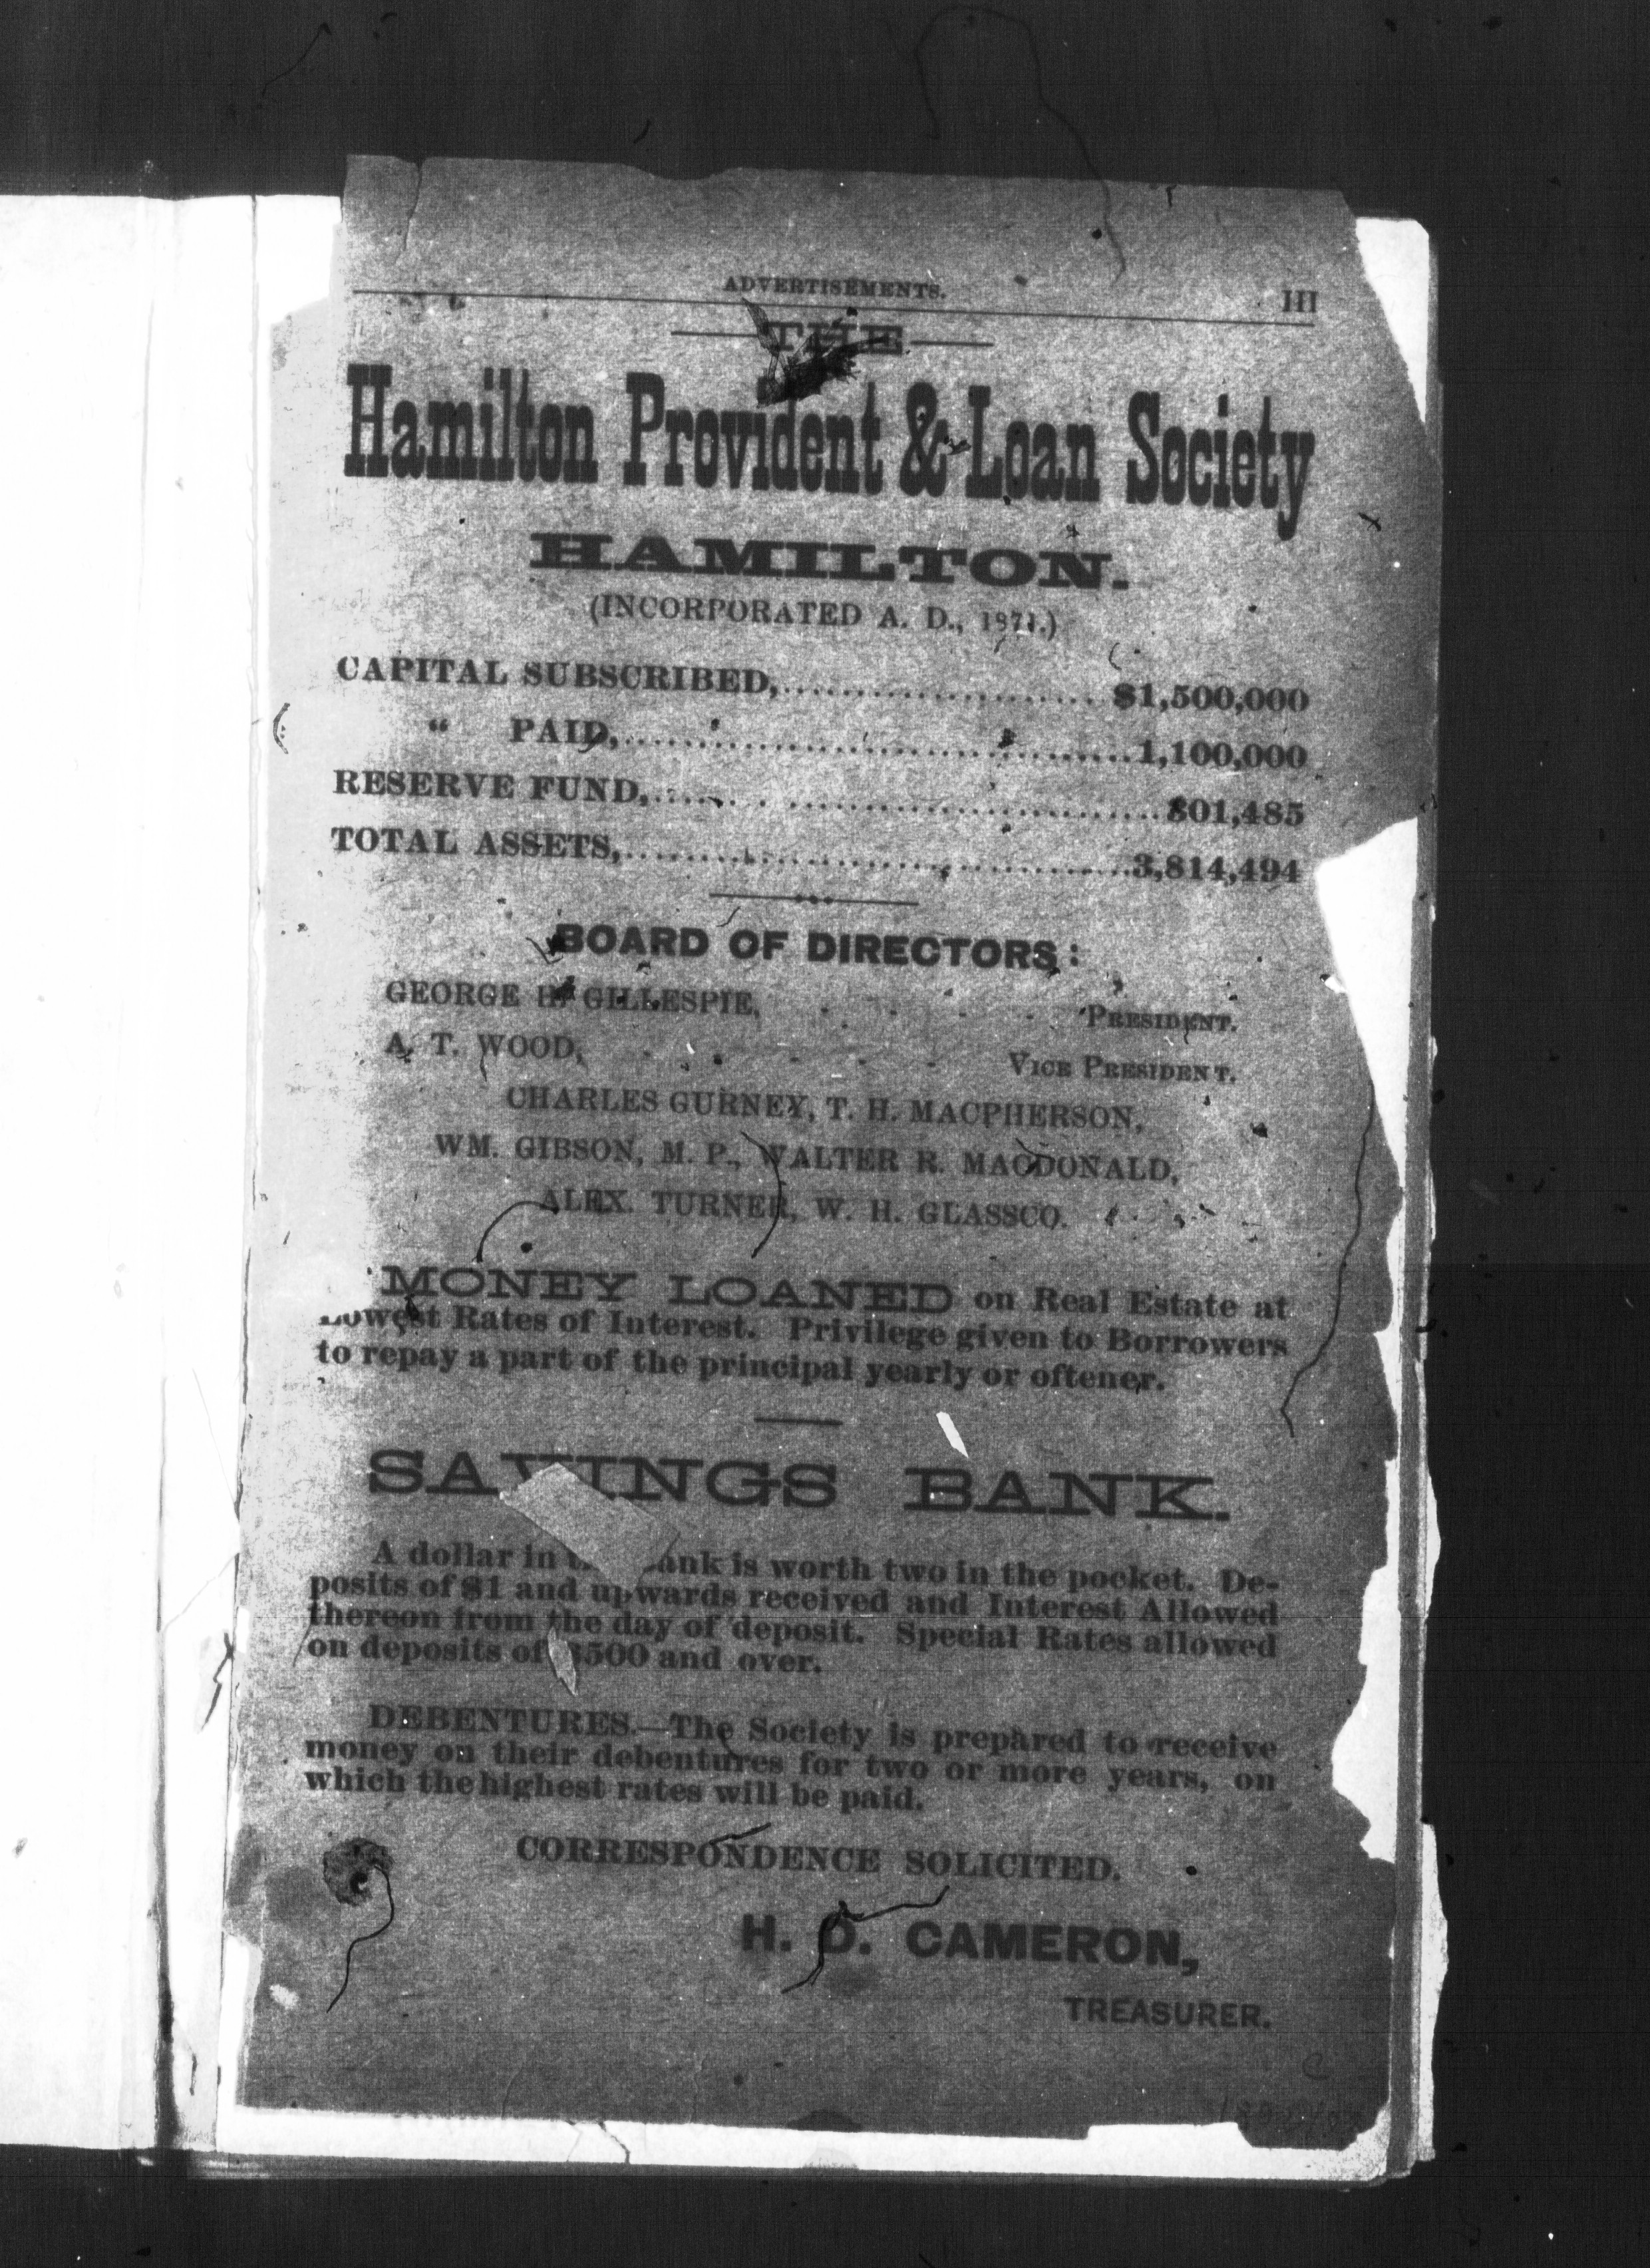 ADVERTISEMENTS. III
THE
Hamilton Provident & Loan Society
HAMILTON.
(INCORPORATED A. D., 1871.)
CAPITAL SUBSCRIBED,........................ $1,500,000
“ PAID,........................................1,100,000
RESERVE FUND,........................................301,485
TOTAL ASSETS,........................................3,814,494
BOARD OF DIRECTORS:
GEORGE H. GILLESPIE, - - - - PRESIDENT.
A. T. WOOD, - - - - - VICE PRESIDENT.
CHARLES GURNEY, T. H. MACPHERSON,
WM. GIBSON, M. P., WALTER R. MACDONALD,
ALEX. TURNER, W. H. GLASSCO.
MONEY LOANED on Real Estate at
Lowest Rates of Interest. Privilege given to Borrowers
to repay a part of the principal yearly or oftener.
SAVINGS BANK.
A dollar in ank is worth two in the pocket. De-
posits of $1 and upwards received and Interest Allowed
thereon from the day of deposit. Special Rates allowed
on deposits of $500 and over.
DEBENTURES.—The Society is prepared to receive
money on their debentures for two or more years, on
which the highest rates will be paid.
CORRESPONDENCE SOLICITED.
H. D. CAMERON,
TREASURER.